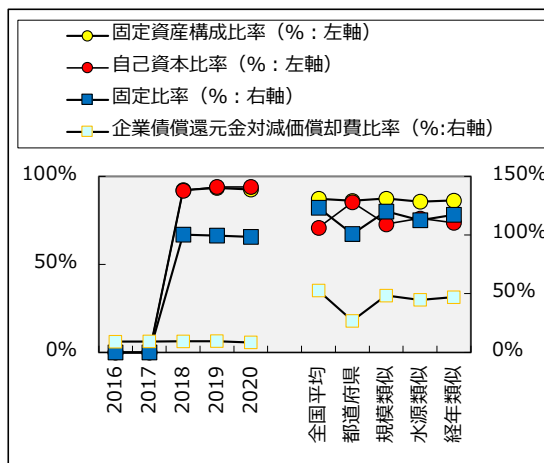 固定資産構成比率（%：左軸）
自己資本比率（%：左軸）
固定比率（%：右軸）
企業債償還元金対減価償却費比率（%:右軸）
100%
50%
0%
150%
100%
50%
0%
2016
2017
2018
2019
2020
全国平均
都道府県
規模類似
水源類似
経年類似